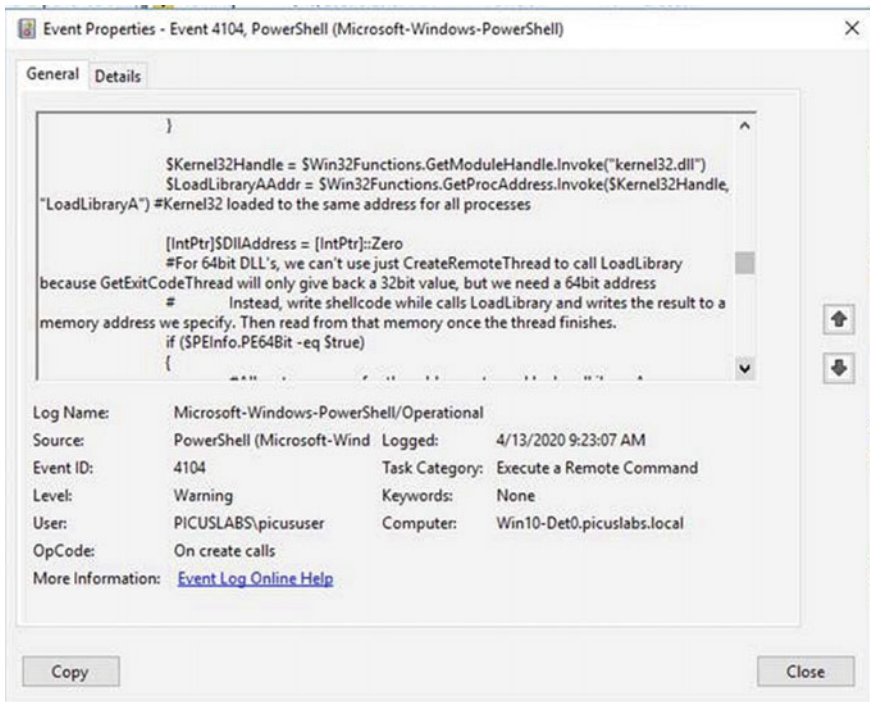 Event Properties - Event 4104, PowerShell (Microsoft-Windows-PowerShell)
General Details
}
$Kernel32Handle = $Win32Functions.GetModuleHandle.Invoke("kernel32.dll")
$LoadLibraryAAddr = $Win32Functions.GetProcAddress.Invoke($Kernel32Handle,
"LoadLibraryA") #Kernel32 loaded to the same address for all processes
[IntPtr]$DllAddress = [IntPtr]::Zero
#For 64bit DLL's, we can't use just CreateRemoteThread to call LoadLibrary
because GetExitCodeThread will only give back a 32bit value, but we need a 64bit address
# Instead, write shellcode while calls LoadLibrary and writes the result to a
memory address we specify. Then read from that memory once the thread finishes.
if ($PEInfo.PE64Bit -eq $true)
{
Log Name: Microsoft-Windows-PowerShell/Operational
Source: PowerShell (Microsoft-Wind Logged: 4/13/2020 9:23:07 AM
Event ID: 4104 Task Category: Execute a Remote Command
Level: Warning Keywords: None
User: PICUSLABS\picususer Computer: Win10-Det0.picuslabs.local
OpCode: On create calls
More Information: Event Log Online Help
Copy Close